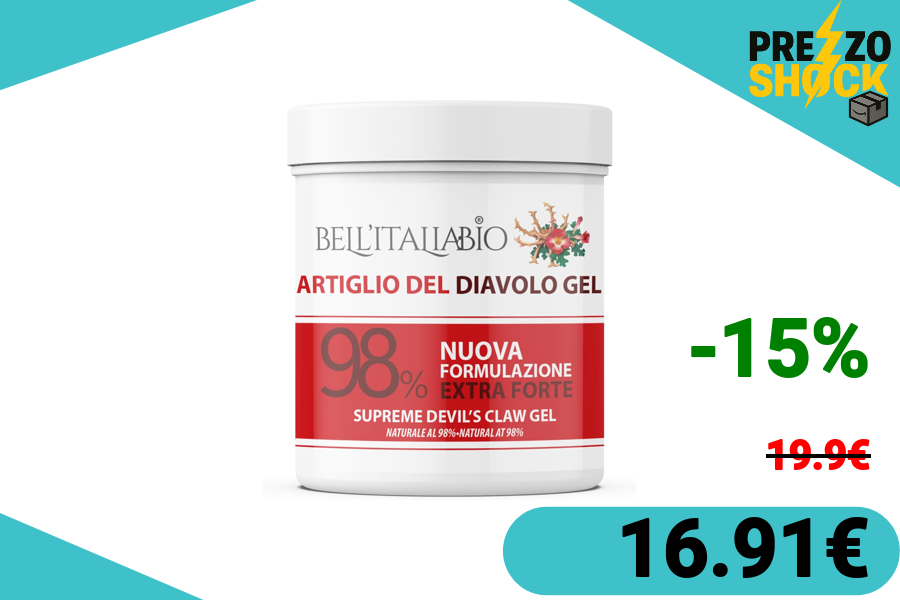 PREZZO
SHOCK
BELL'ITALIABIO®
ARTIGLIO DEL DIAVOLO GEL
98%
NUOVA
FORMULAZIONE
EXTRA FORTE
SUPREME DEVIL'S CLAW GEL
NATURALE AL 98%•NATURAL AT 98%
-15%
19.9€
16.91€